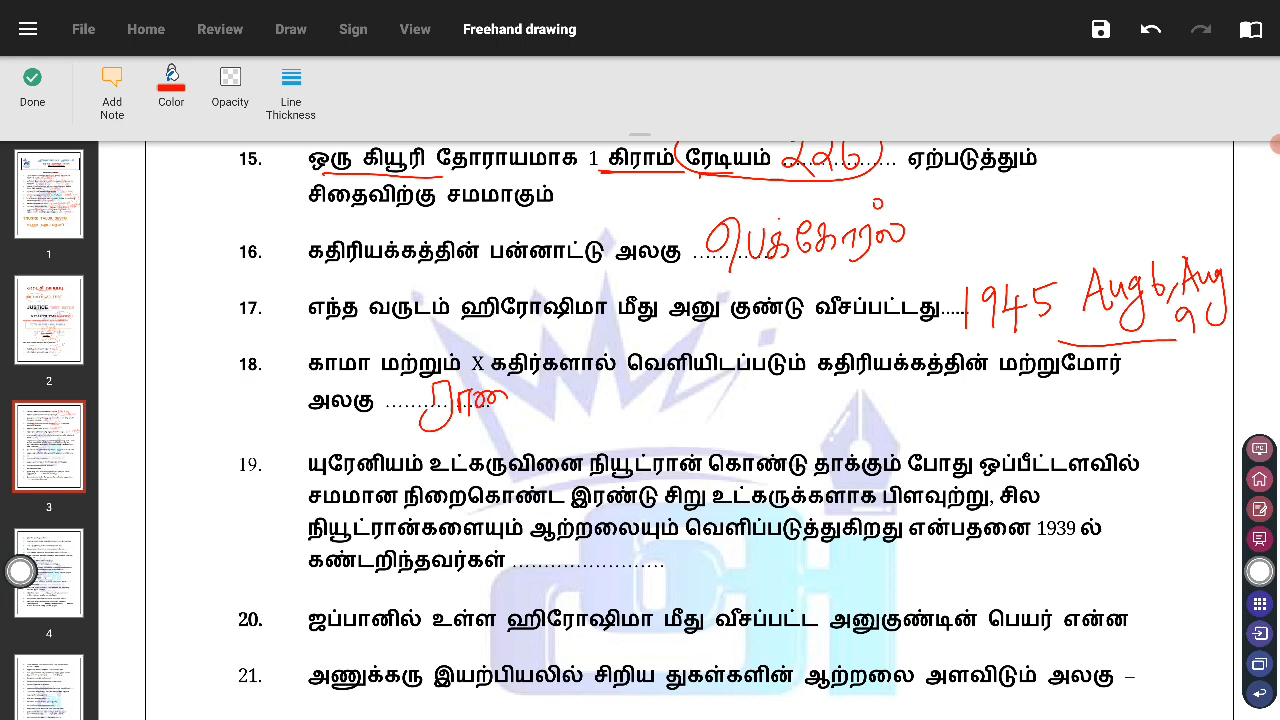 File Home Review Draw Sign View Freehand drawing
Done Add Note Color Opacity Line Thickness
15. ஒரு கியூரி தோராயமாக 1 கிராம் ரேடியம் 226 ................ ஏற்படுத்தும்
சிதைவிற்கு சமமாகும்
16. கதிரியக்கத்தின் பன்னாட்டு அலகு ............ பெக்கோரல்
17. எந்த வருடம் ஹிரோஷிமா மீது அனு குண்டு வீசப்பட்டது...... 1945 Aug 6, Aug 9
18. காமா மற்றும் X கதிர்களால் வெளியிடப்படும் கதிரியக்கத்தின் மற்றுமோர்
அலகு ..................
19. யுரேனியம் உட்கருவினை நியூட்ரான் கொண்டு தாக்கும் போது ஒப்பீட்டளவில்
சமமான நிறைகொண்ட இரண்டு சிறு உட்கருக்களாக பிளவுற்று, சில
நியூட்ரான்களையும் ஆற்றலையும் வெளிப்படுத்துகிறது என்பதனை 1939 ல்
கண்டறிந்தவர்கள் ........................
20. ஜப்பானில் உள்ள ஹிரோஷிமா மீது வீசப்பட்ட அனுகுண்டின் பெயர் என்ன
21. அணுக்கரு இயற்பியலில் சிறிய துகள்களின் ஆற்றலை அளவிடும் அலகு –
1
2
3
4